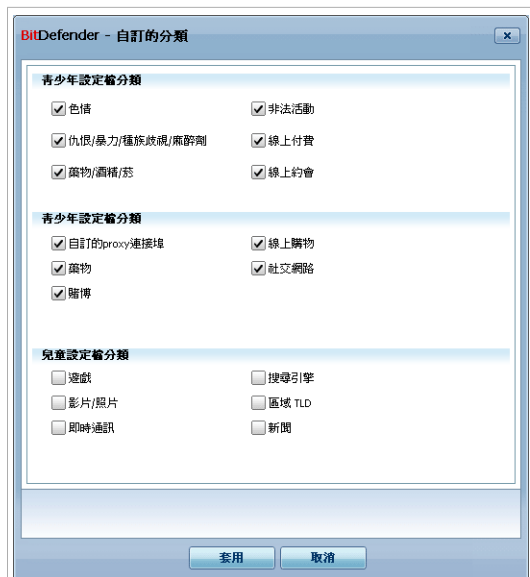 BitDefender - 自訂的分類
青少年設定檔分類
色情
非法活動
仇恨/暴力/種族歧視/麻醉劑
線上付費
藥物/酒精/菸
線上約會
青少年設定檔分類
自訂的proxy連接埠
線上購物
藥物
社交網路
賭博
兒童設定檔分類
遊戲
搜尋引擎
影片/照片
區域 TLD
即時通訊
新聞
套用
取消